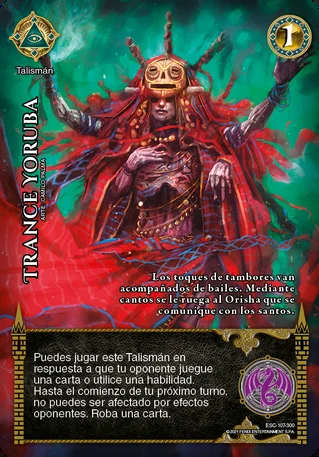 1
Talismán
TRANCE YORUBA
ARTE: CAMILO PALMA
Los toques de tambores van
acompañados de bailes. Mediante
cantos se le ruega al Orisha que se
comunique con los santos.
Puedes jugar este Talismán en
respuesta a que tu oponente juegue
una carta o utilice una habilidad.
Hasta el comienzo de tu próximo turno,
no puedes ser afectado por efectos
oponentes. Roba una carta.
ESC-107-300
©2021 FENIX ENTERTAINMENT S.P.A.